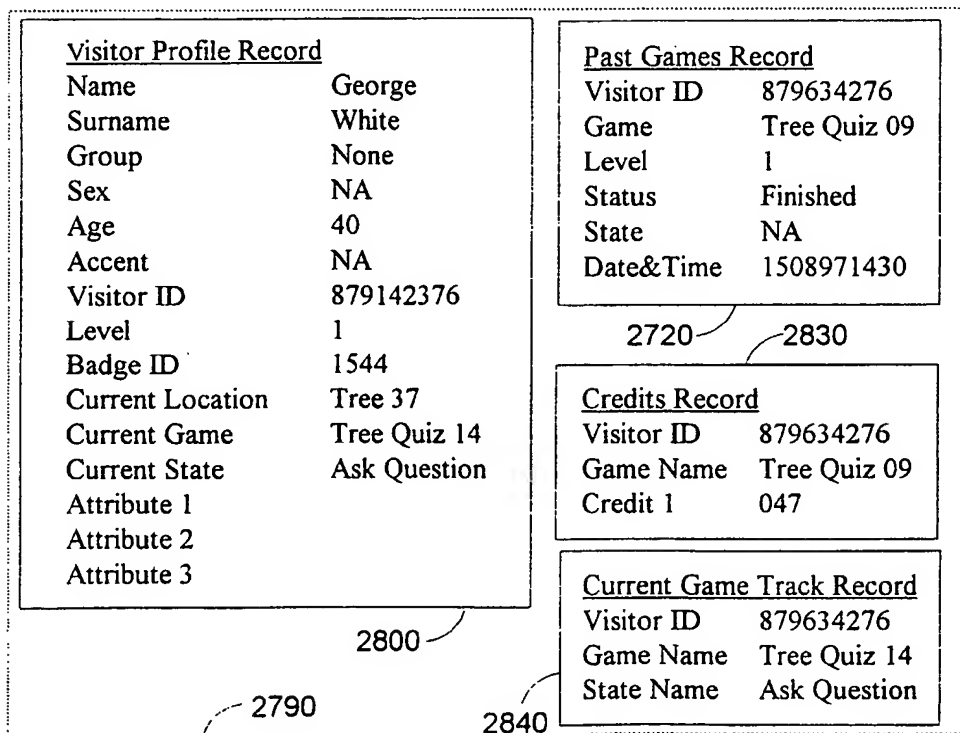 Visitor Profile Record
Name George
Surname White
Group None
Sex NA
Age 40
Accent NA
Visitor ID 879142376
Level 1
Badge ID 1544
Current Location Tree 37
Current Game Tree Quiz 14
Current State Ask Question
Attribute 1
Attribute 2
Attribute 3
2800
2790
Past Games Record
Visitor ID 879634276
Game Tree Quiz 09
Level 1
Status Finished
State NA
Date&Time 1508971430
2720
2830
Credits Record
Visitor ID 879634276
Game Name Tree Quiz 09
Credit 1 047
Current Game Track Record
Visitor ID 879634276
Game Name Tree Quiz 14
State Name Ask Question
2840